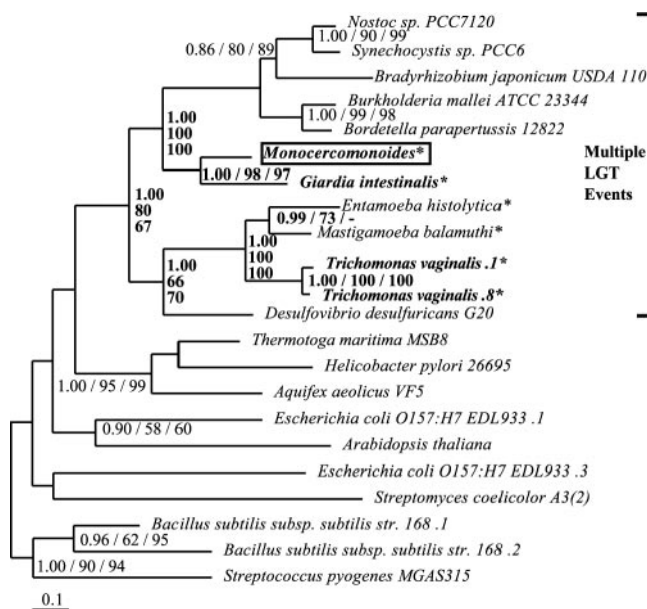 Nostoc sp. PCC7120
1.00 / 90 / 99
0.86 / 80 / 89
Synechocystis sp. PCC6
Bradyrhizobium japonicum USDA 110
Burkholderia mallei ATCC 23344
1.00 / 99 / 98
1.00
100
100
Bordetella parapertussis 12822
Monocercomonoides*
1.00 / 98 / 97
Giardia intestinalis*
Multiple
LGT
Events
1.00
80
67
Entamoeba histolytica*
0.99 / 73 / -
Mastigamoeba balamuthi*
1.00
100
100
Trichomonas vaginalis .1*
1.00 / 100 / 100
Trichomonas vaginalis .8*
1.00
66
70
Desulfovibrio desulfuricans G20
Thermotoga maritima MSB8
Helicobacter pylori 26695
1.00 / 95 / 99
Aquifex aeolicus VF5
Escherichia coli O157:H7 EDL933 .1
0.90 / 58 / 60
Arabidopsis thaliana
Escherichia coli O157:H7 EDL933 .3
Streptomyces coelicolor A3(2)
Bacillus subtilis subsp. subtilis str. 168 .1
0.96 / 62 / 95
Bacillus subtilis subsp. subtilis str. 168 .2
1.00 / 90 / 94
Streptococcus pyogenes MGAS315
0.1